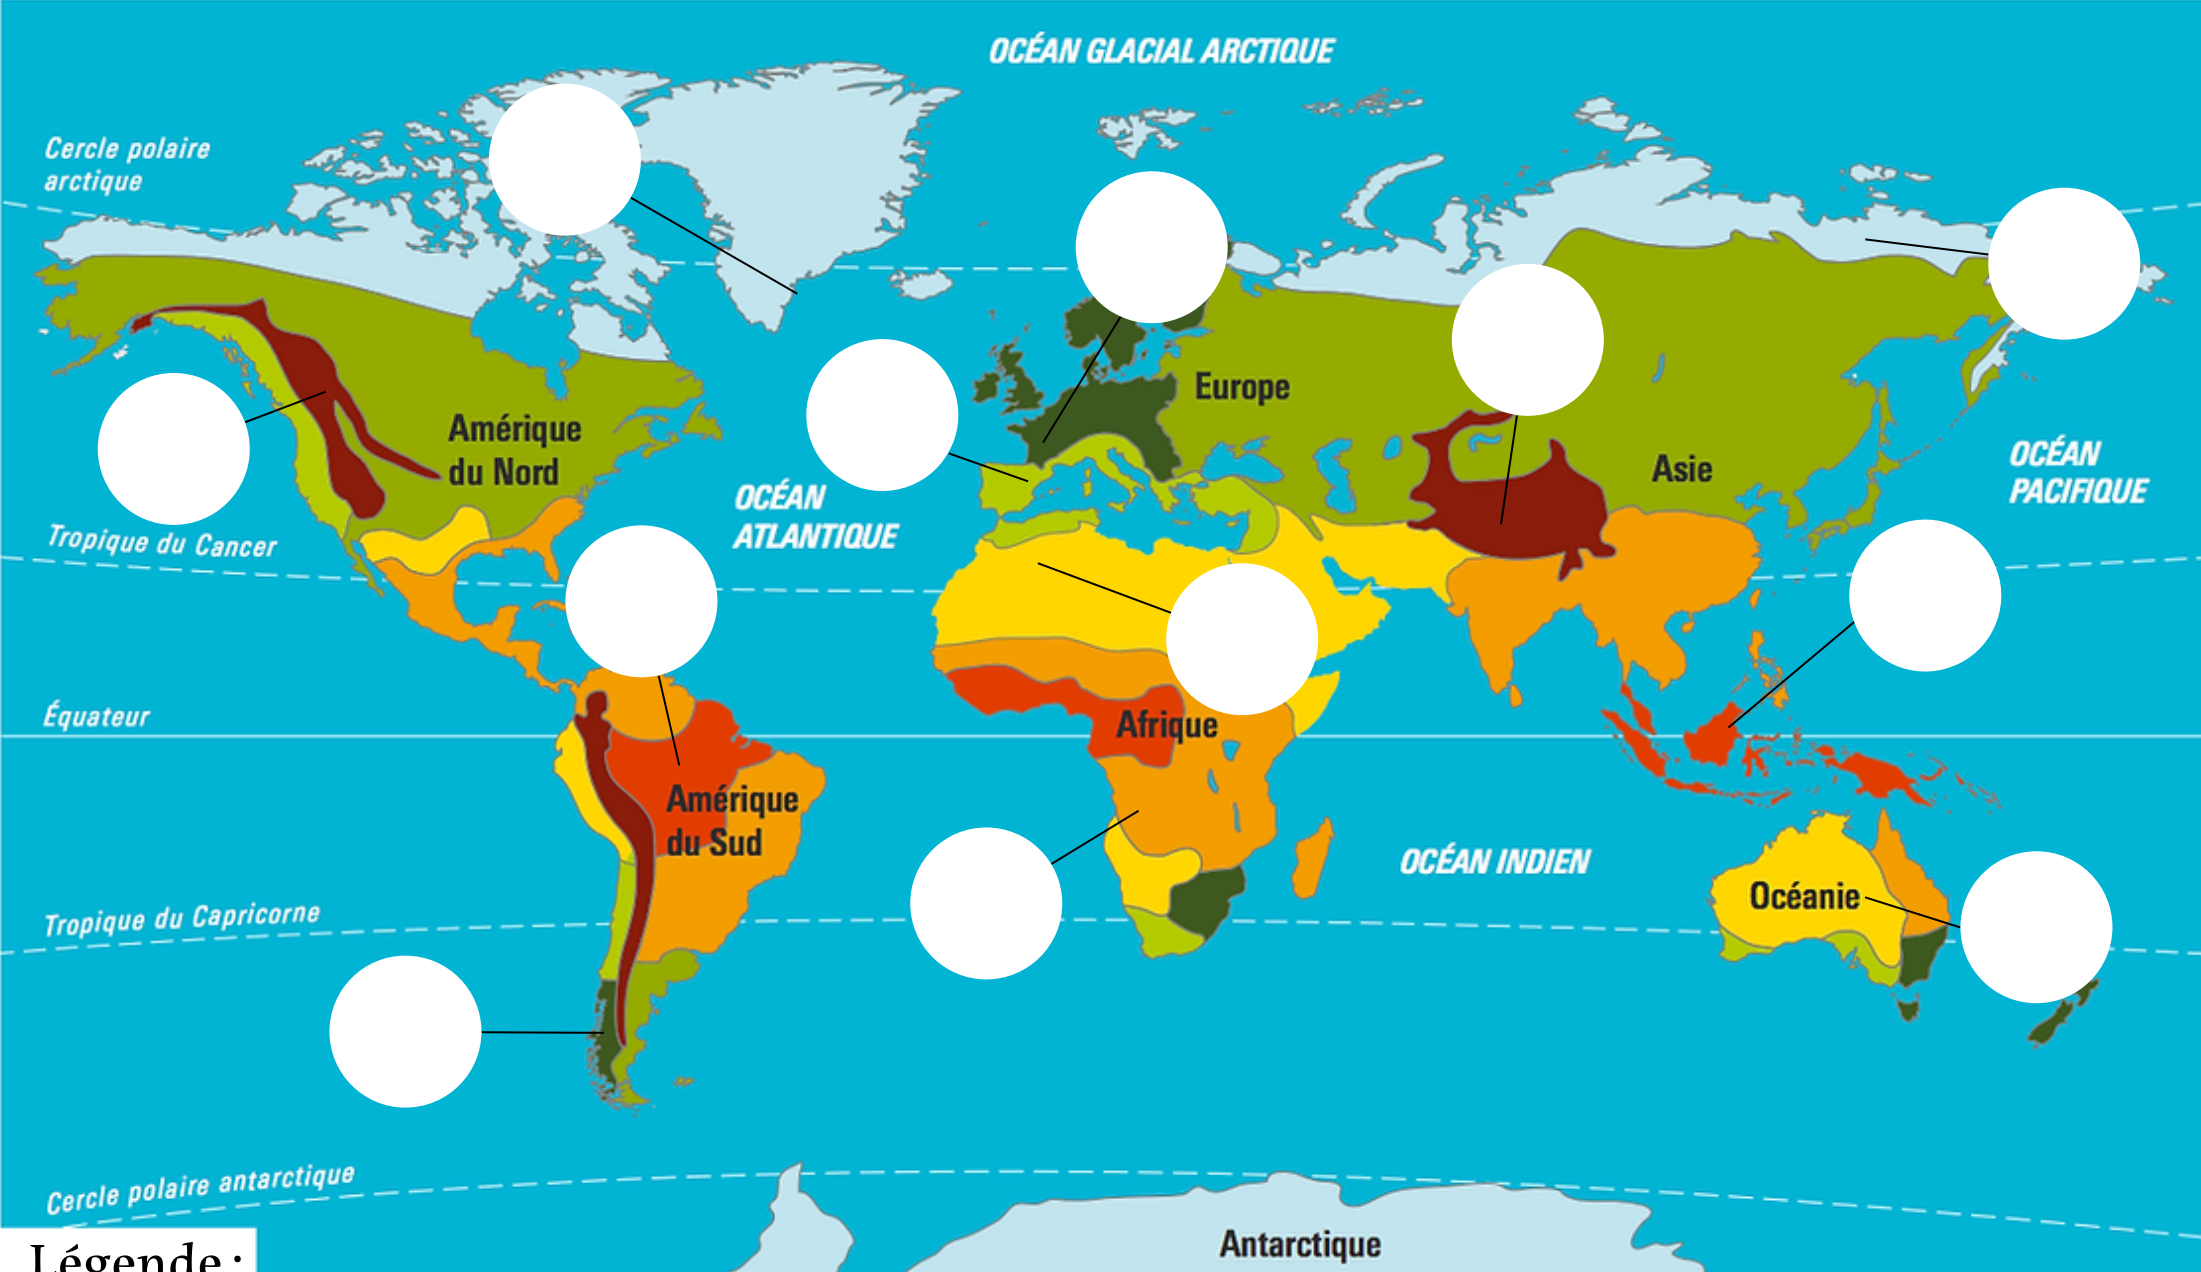 OCÉAN GLACIAL ARCTIQUE
Cercle polaire
arctique
Europe
Amérique
du Nord
Asie
OCÉAN
PACIFIQUE
OCÉAN
ATLANTIQUE
Tropique du Cancer
Équateur
Afrique
Amérique
du Sud
OCÉAN INDIEN
Océanie
Tropique du Capricorne
Cercle polaire antarctique
Antarctique
Légende :